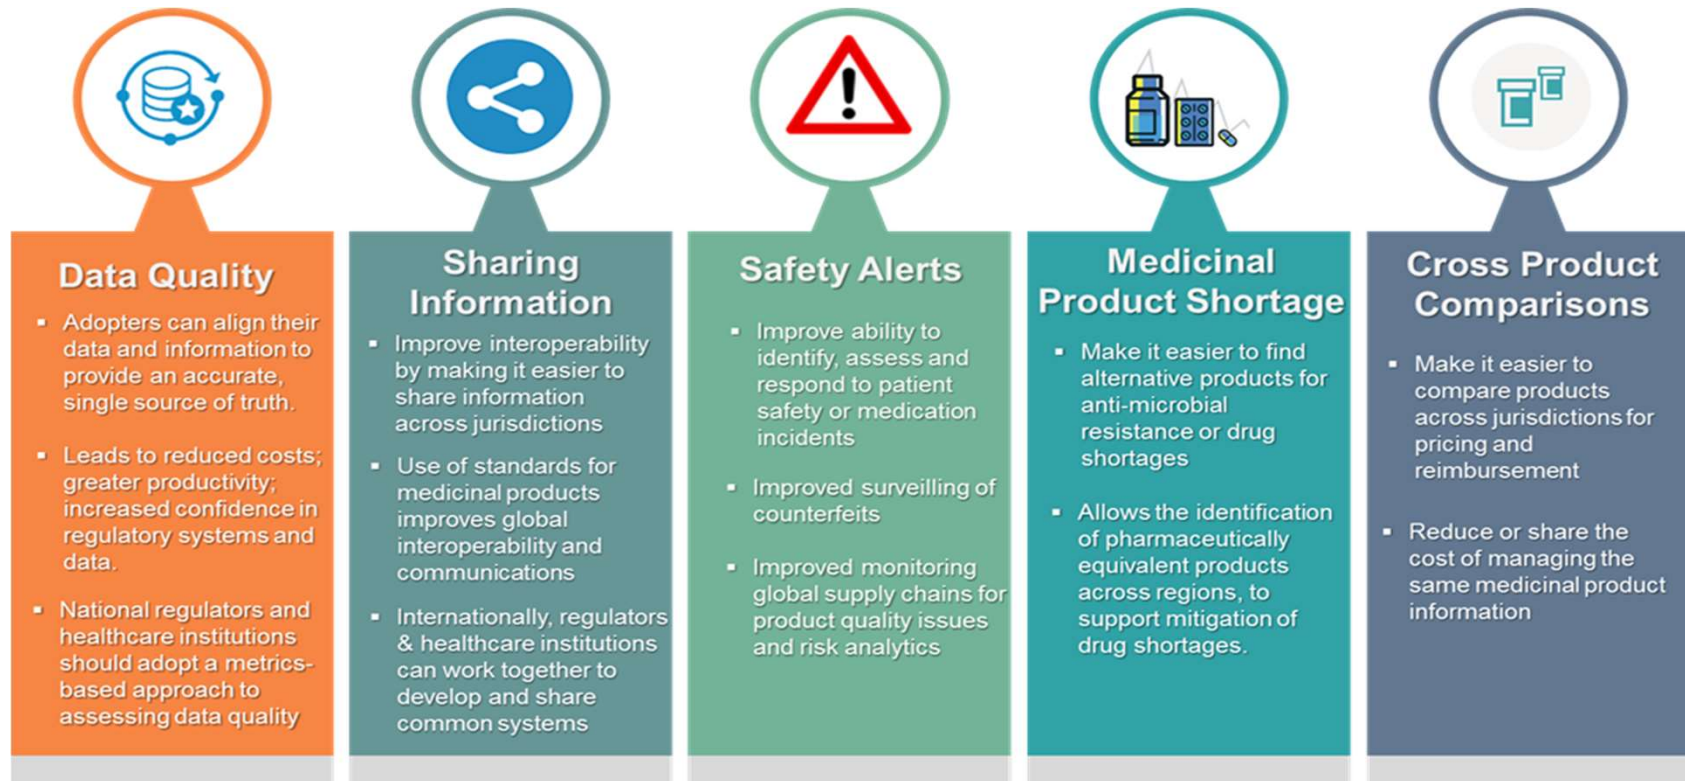 Data Quality
▪ Adopters can align their
data and information to
provide an accurate,
single source of truth.
▪ Leads to reduced costs;
greater productivity;
increased confidence in
regulatory systems and
data.
▪ National regulators and
healthcare institutions
should adopt a metrics-
based approach to
assessing data quality
Sharing
Information
▪ Improve interoperability
by making it easier to
share information
across jurisdictions
▪ Use of standards for
medicinal products
improves global
interoperability and
communications
▪ Internationally, regulators
& healthcare institutions
can work together to
develop and share
common systems
Safety Alerts
▪ Improve ability to
identify, assess and
respond to patient
safety or medication
incidents
▪ Improved surveilling of
counterfeits
▪ Improved monitoring
global supply chains for
product quality issues
and risk analytics
Medicinal
Product Shortage
▪ Make it easier to find
alternative products for
anti-microbial
resistance or drug
shortages
▪ Allows the identification
of pharmaceutically
equivalent products
across regions, to
support mitigation of
drug shortages.
Cross Product
Comparisons
▪ Make it easier to
compare products
across jurisdictions for
pricing and
reimbursement
▪ Reduce or share the
cost of managing the
same medicinal product
information